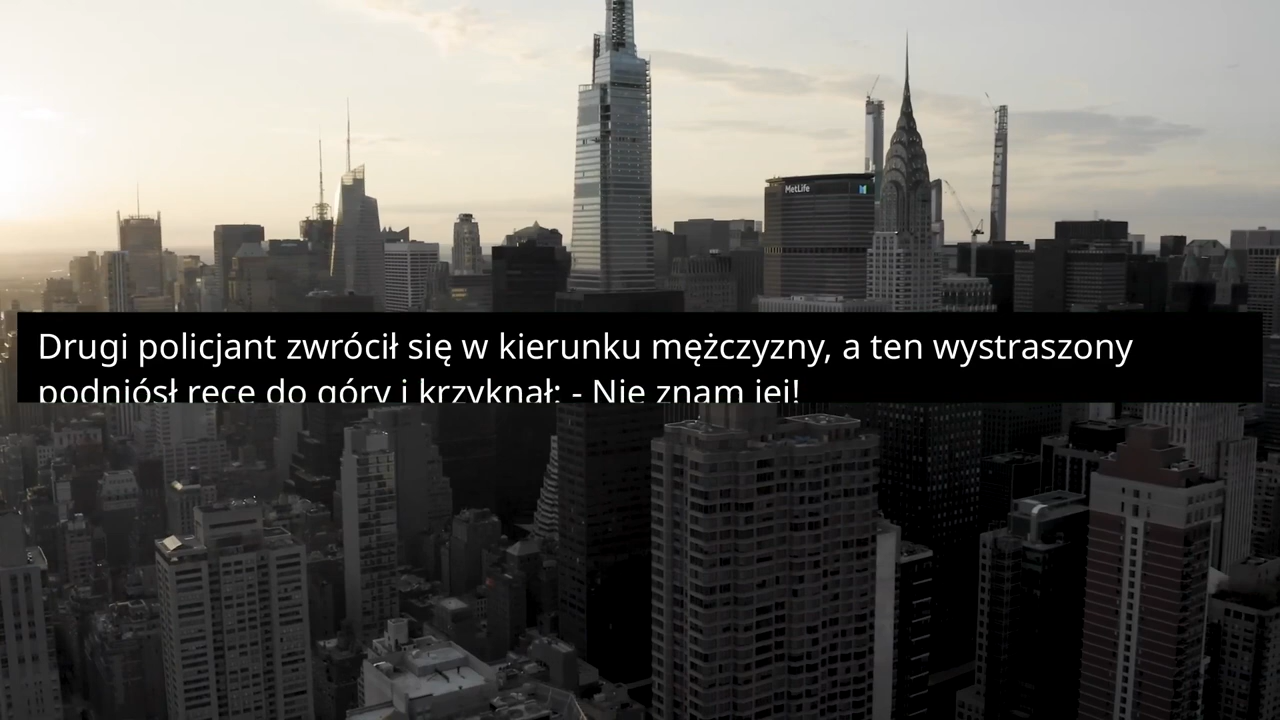 MetLife
Drugi policjant zwrócił się w kierunku mężczyzny, a ten wystraszony
podniósł ręce do góry i krzyknął: - Nie znam jej!